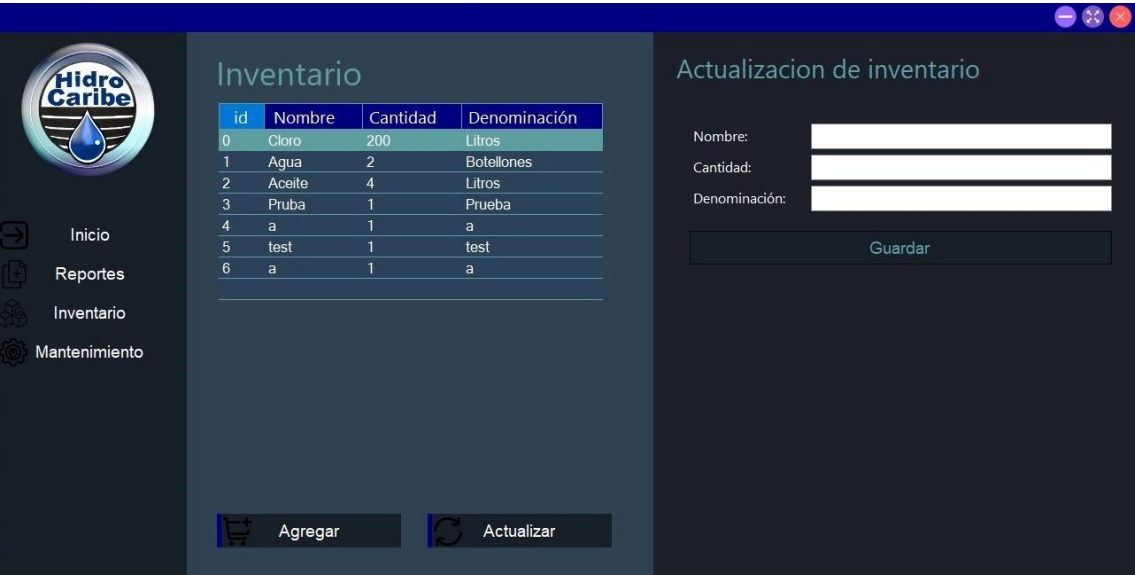 Hidro
Caribe
Inicio
Reportes
Inventario
Mantenimiento
Inventario
id Nombre Cantidad Denominación
0 Cloro 200 Litros
1 Agua 2 Botellones
2 Aceite 4 Litros
3 Pruba 1 Prueba
4 a 1 a
5 test 1 test
6 a 1 a
Agregar
Actualizar
Actualizacion de inventario
Nombre:
Cantidad:
Denominación:
Guardar